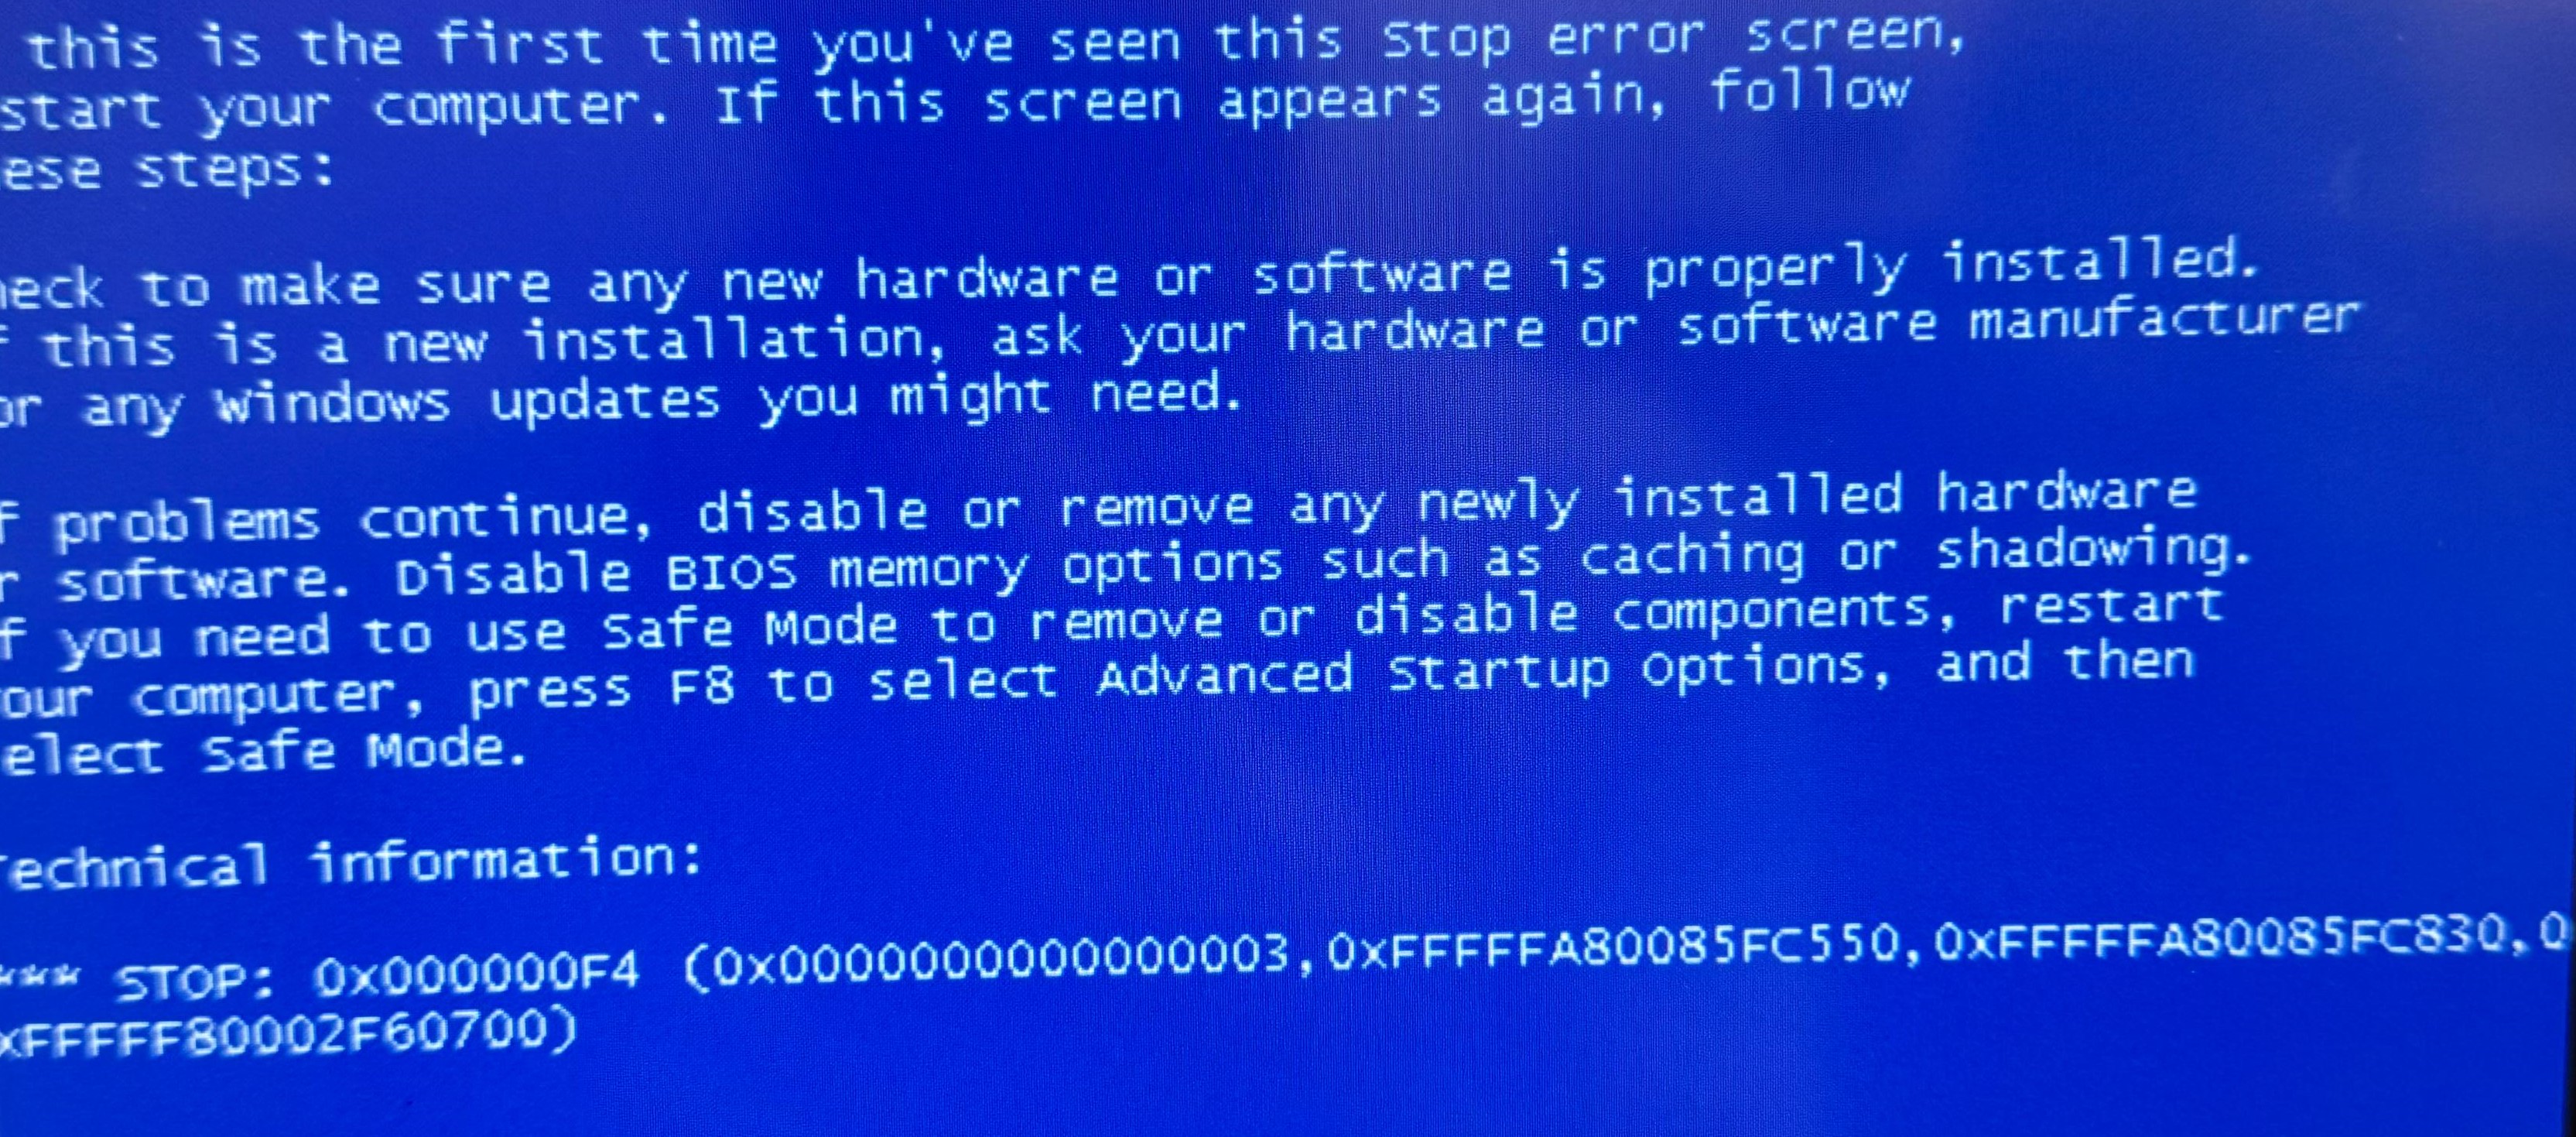 this is the first time you've seen this Stop error screen,
start your computer. If this screen appears again, follow
ese steps:
eck to make sure any new hardware or software is properly installed.
f this is a new installation, ask your hardware or software manufacturer
or any Windows updates you might need.
f problems continue, disable or remove any newly installed hardware
r software. Disable BIOS memory options such as caching or shadowing.
f you need to use Safe Mode to remove or disable components, restart
our computer, press F8 to select Advanced Startup Options, and then
elect Safe Mode.
Technical information:
*** STOP: 0x000000F4 (0x0000000000000003,0xFFFFFA80085FC550,0xFFFFFA80085FC830,0
xFFFFF80002F60700)